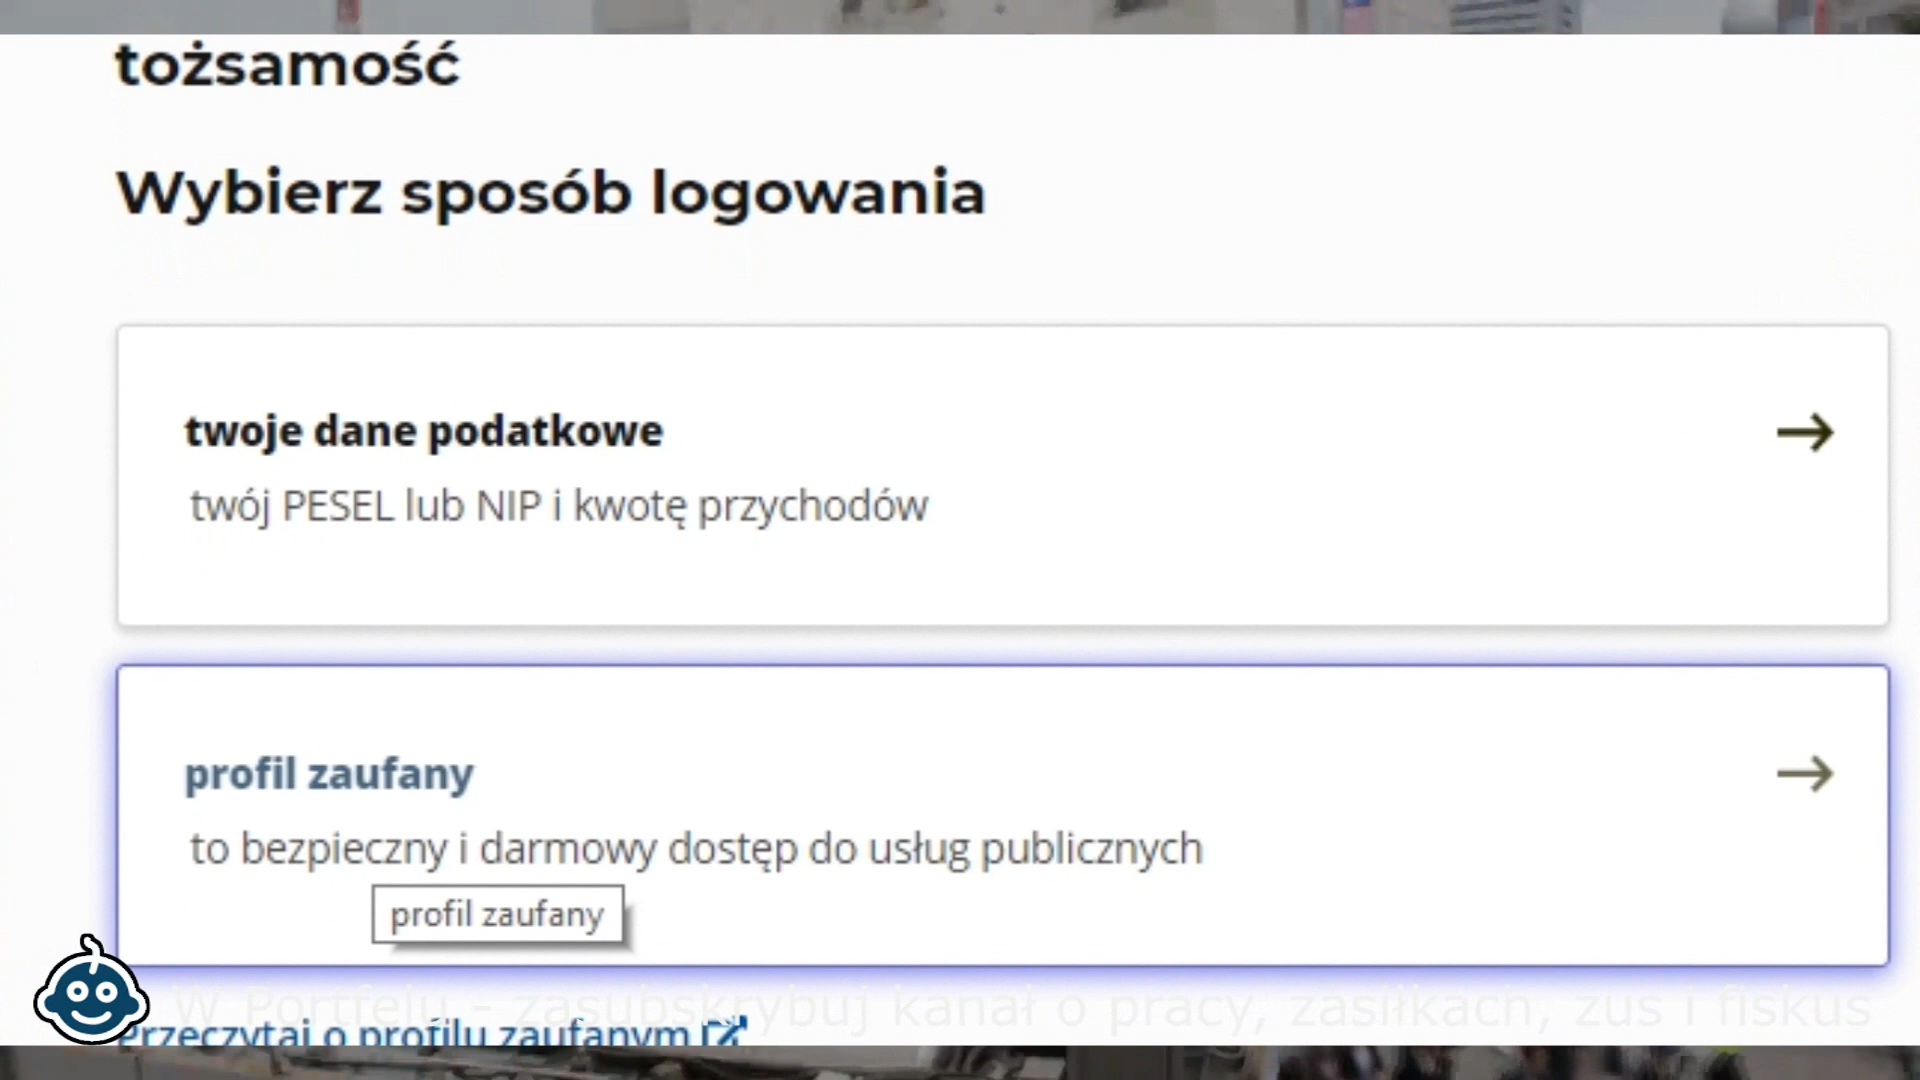 tożsamość
Wybierz sposób logowania
twoje dane podatkowe
twój PESEL lub NIP i kwotę przychodów
profil zaufany
to bezpieczny i darmowy dostęp do usług publicznych
profil zaufany
W Portfelu - zasubskrybuj kanał o pracy, zasiłkach, zus i fiskus
Przeczytaj o profilu zaufanym